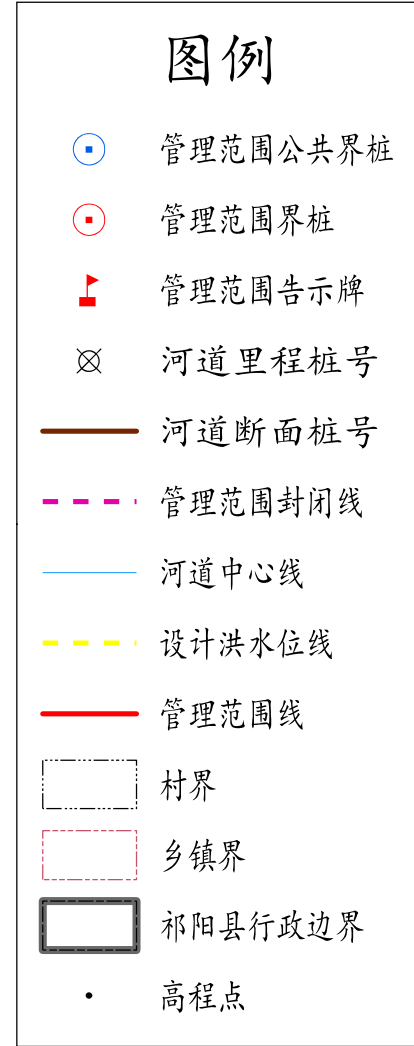 图例
管理范围公共界桩
管理范围界桩
管理范围告示牌
河道里程桩号
河道断面桩号
管理范围封闭线
河道中心线
设计洪水位线
管理范围线
村界
乡镇界
祁阳县行政边界
高程点